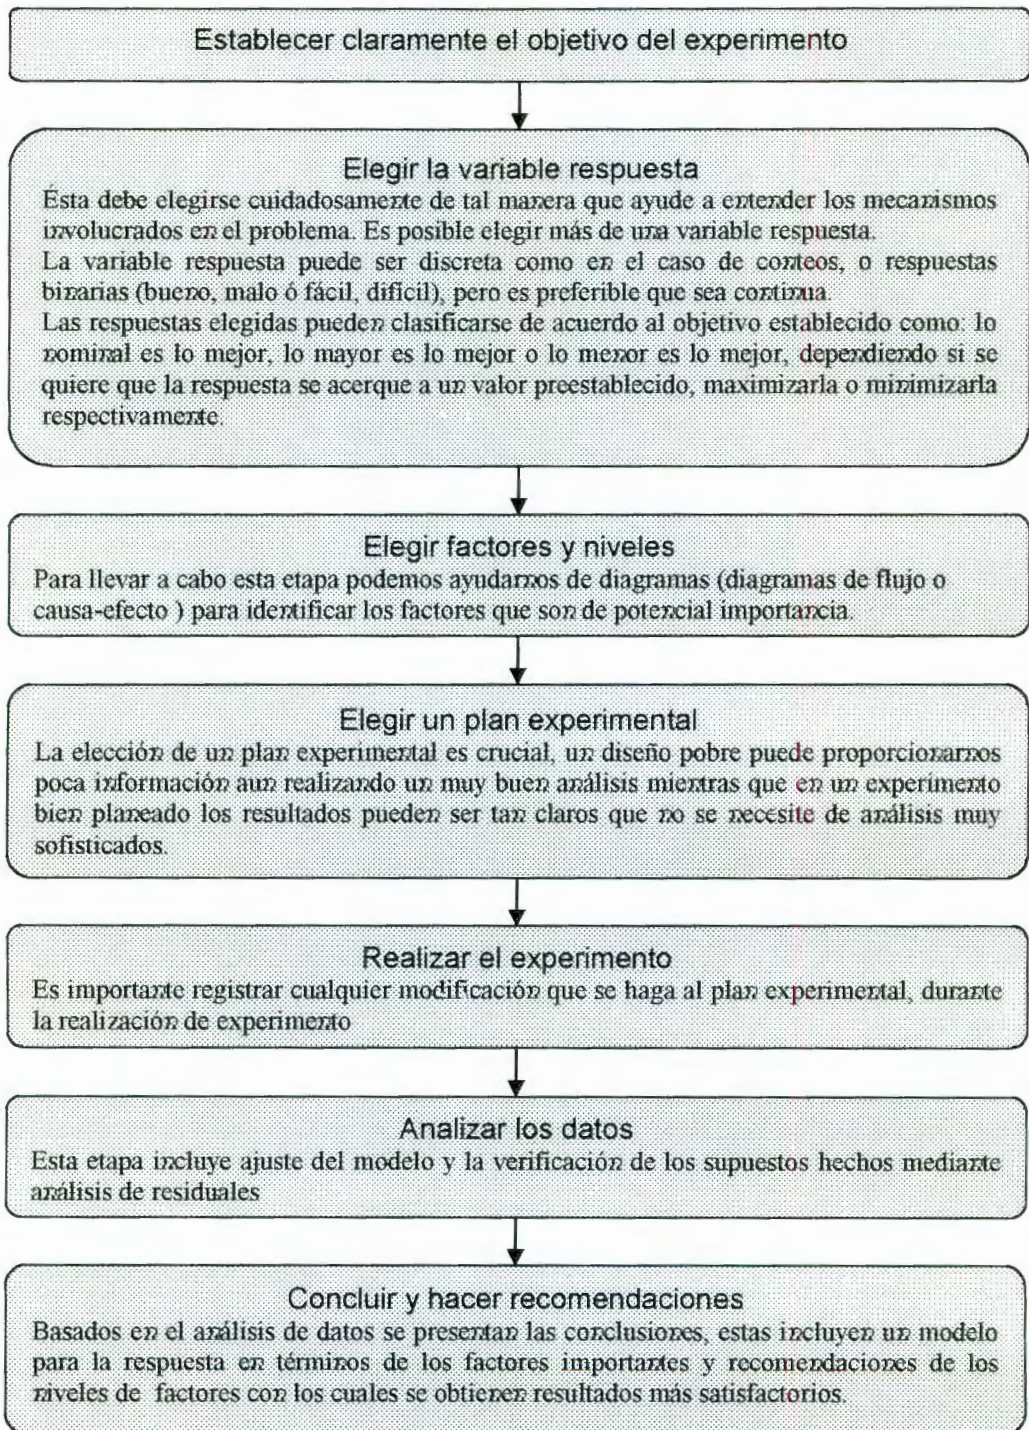 Establecer claramente el objetivo del experimento
Elegir la variable respuesta
Ésta debe elegirse cuidadosamente de tal manera que ayude a entender los mecanismos
involucrados en el problema. Es posible elegir más de una variable respuesta.
La variable respuesta puede ser discreta como en el caso de conteos, o respuestas
binarias (bueno, malo ó fácil, difícil), pero es preferible que sea continua.
Las respuestas elegidas pueden clasificarse de acuerdo al objetivo establecido como: lo
nominal es lo mejor, lo mayor es lo mejor o lo menor es lo mejor, dependiendo si se
quiere que la respuesta se acerque a un valor preestablecido, maximizarla o minimizarla
respectivamente.
Elegir factores y niveles
Para llevar a cabo esta etapa podemos ayudarnos de diagramas (diagramas de flujo o
causa-efecto ) para identificar los factores que son de potencial importancia.
Elegir un plan experimental
La elección de un plan experimental es crucial, un diseño pobre puede proporcionarnos
poca información aun realizando un muy buen análisis mientras que en un experimento
bien planeado los resultados pueden ser tan claros que no se necesite de análisis muy
sofisticados.
Realizar el experimento
Es importante registrar cualquier modificación que se haga al plan experimental, durante
la realización de experimento
Analizar los datos
Esta etapa incluye ajuste del modelo y la verificación de los supuestos hechos mediante
análisis de residuales
Concluir y hacer recomendaciones
Basados en el análisis de datos se presentan las conclusiones, estas incluyen un modelo
para la respuesta en términos de los factores importantes y recomendaciones de los
niveles de factores con los cuales se obtienen resultados más satisfactorios.